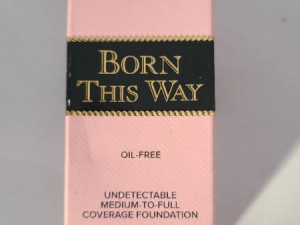 BORN
THIS WAY
OIL-FREE
UNDETECTABLE
MEDIUM-TO-FULL
COVERAGE FOUNDATION